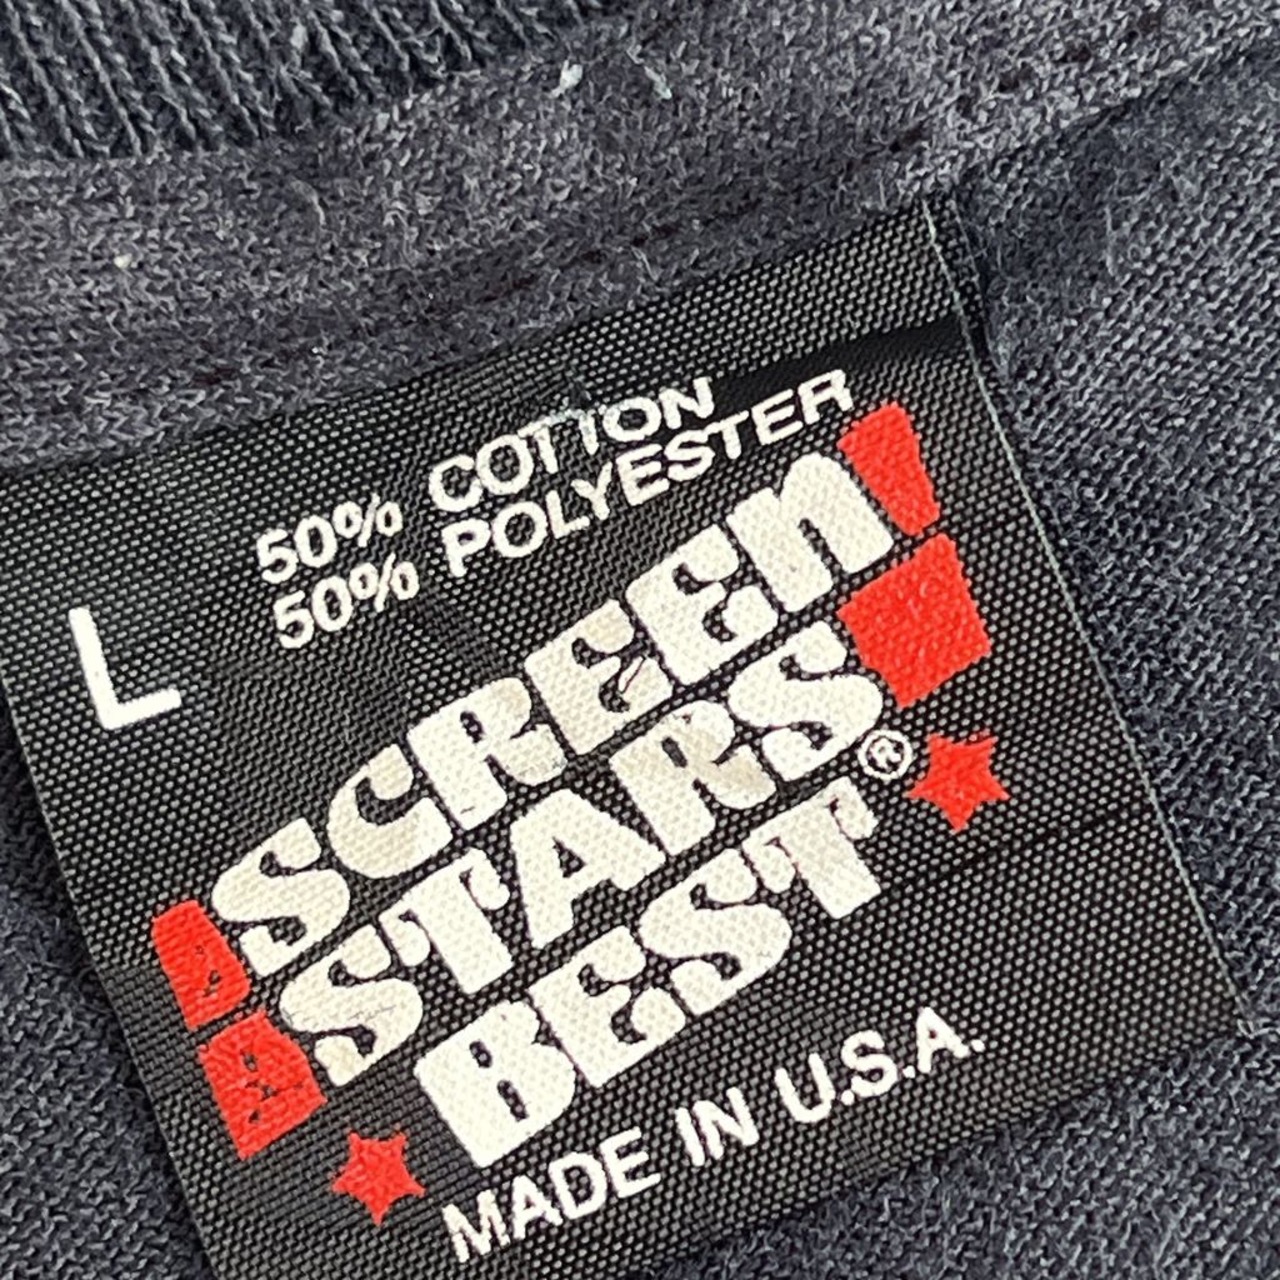 50% COTTON
50% POLYESTER
L
SCREEN
STARS
BEST®
MADE IN U.S.A.